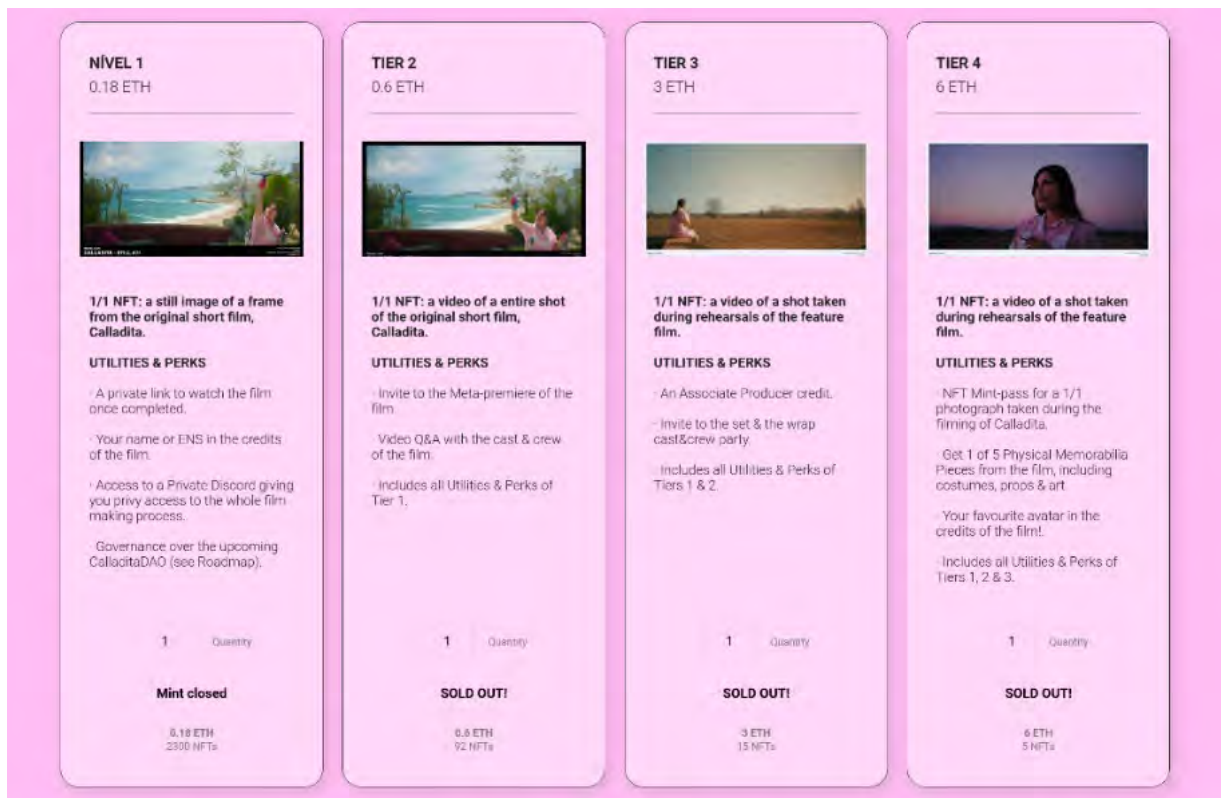 NÍVEL 1
0.18 ETH
1/1 NFT: a still image of a frame
from the original short film,
Calladita.
UTILITIES & PERKS
· A private link to watch the film
once completed.
· Your name or ENS in the credits
of the film.
· Access to a Private Discord giving
you privy access to the whole film
making process.
· Governance over the upcoming
CalladitaDAO (see Roadmap).
1 Quantity
Mint closed
0.18 ETH
2300 NFTs
TIER 2
0.6 ETH
1/1 NFT: a video of a entire shot
of the original short film,
Calladita.
UTILITIES & PERKS
· Invite to the Meta-premiere of the
film.
· Video Q&A with the cast & crew
of the film.
· Includes all Utilities & Perks of
Tier 1.
1 Quantity
SOLD OUT!
0.6 ETH
92 NFTs
TIER 3
3 ETH
1/1 NFT: a video of a shot taken
during rehearsals of the feature
film.
UTILITIES & PERKS
· An Associate Producer credit.
· Invite to the set & the wrap
cast&crew party.
· Includes all Utilities & Perks of
Tiers 1 & 2.
1 Quantity
SOLD OUT!
3 ETH
15 NFTs
TIER 4
6 ETH
1/1 NFT: a video of a shot taken
during rehearsals of the feature
film.
UTILITIES & PERKS
· NFT Mint-pass for a 1/1
photograph taken during the
filming of Calladita.
· Get 1 of 5 Physical Memorabilia
Pieces from the film, including
costumes, props & art.
· Your favourite avatar in the
credits of the film!.
· Includes all Utilities & Perks of
Tiers 1, 2 & 3.
1 Quantity
SOLD OUT!
6 ETH
5 NFTs